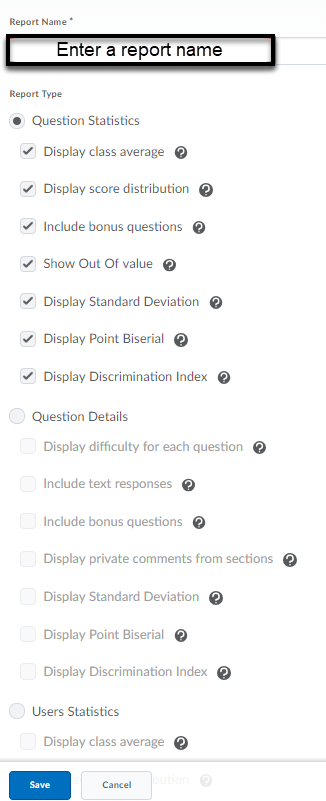 Report Name *
Enter a report name
Report Type
Question Statistics
Display class average
Display score distribution
Include bonus questions
Show Out Of value
Display Standard Deviation
Display Point Biserial
Display Discrimination Index
Question Details
Display difficulty for each question
Include text responses
Include bonus questions
Display private comments from sections
Display Standard Deviation
Display Point Biserial
Display Discrimination Index
Users Statistics
Display class average
Save Cancel